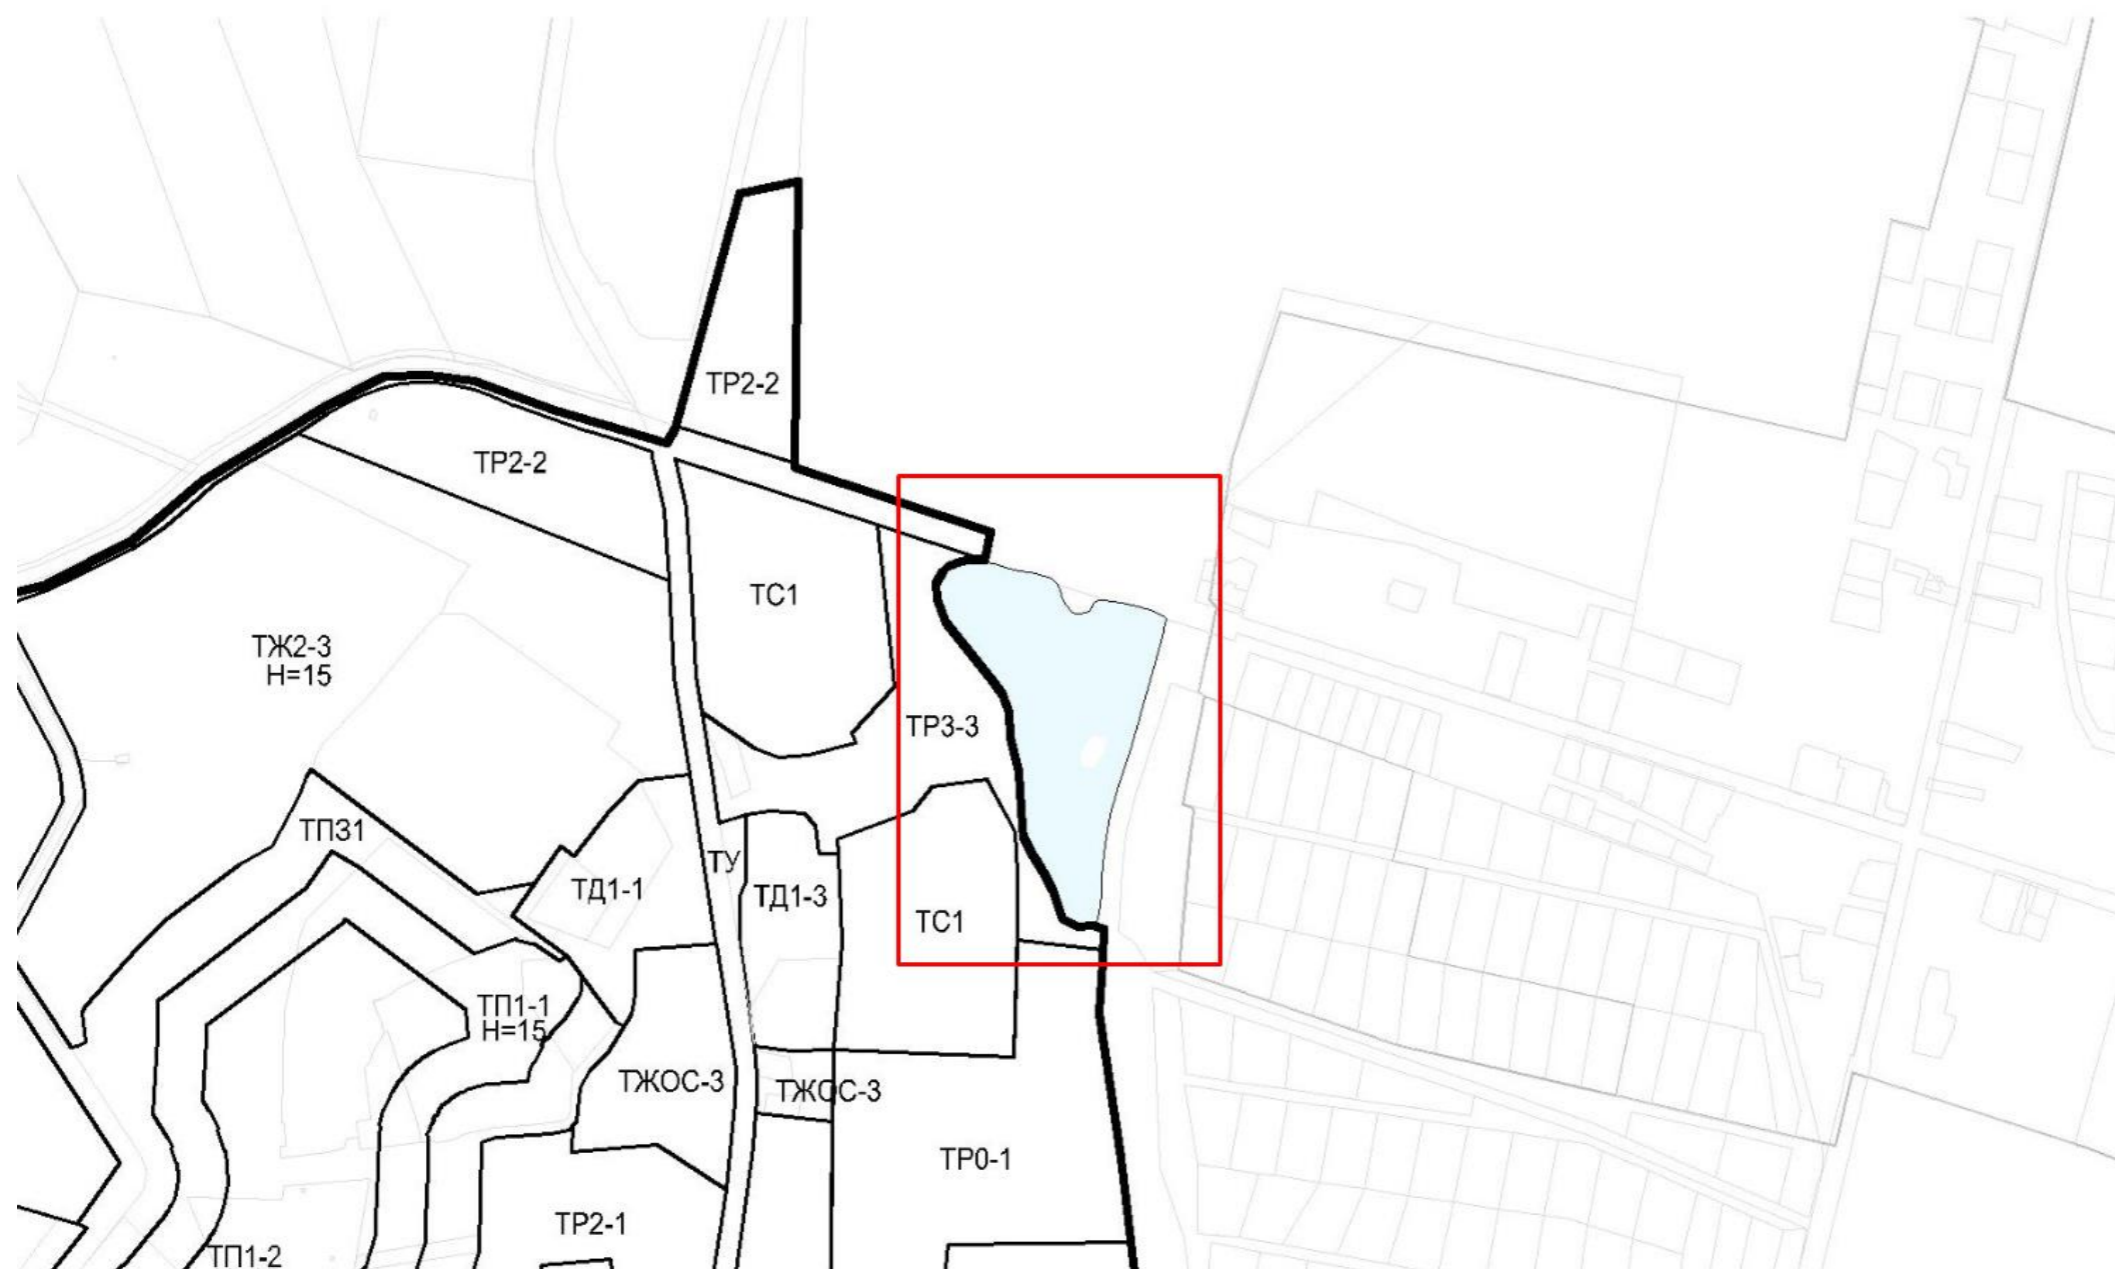 ТР2-2
ТР2-2
ТС1
ТЖ2-3
Н=15
ТР3-3
ТПЗ1
ТУ
ТД1-1
ТД1-3
ТС1
ТП1-1
Н=15
ТЖОС-3
ТЖОС-3
ТР0-1
ТР2-1
ТП1-2